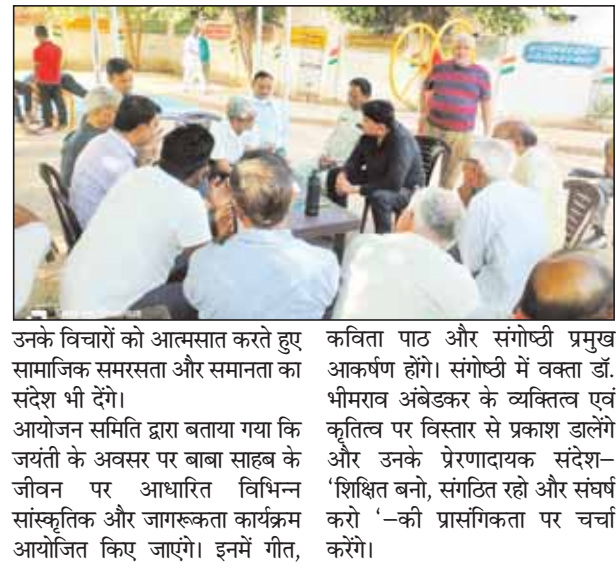 उनके विचारों को आत्मसात करते हुए
सामाजिक समरसता और समानता का
संदेश भी देंगे।
आयोजन समिति द्वारा बताया गया कि
जयंती के अवसर पर बाबा साहब के
जीवन पर आधारित विभिन्न
सांस्कृतिक और जागरूकता कार्यक्रम
आयोजित किए जाएंगे। इनमें गीत,
कविता पाठ और संगोष्ठी प्रमुख
आकर्षण होंगे। संगोष्ठी में वक्ता डॉ.
भीमराव अंबेडकर के व्यक्तित्व एवं
कृतित्व पर विस्तार से प्रकाश डालेंगे
और उनके प्रेरणादायक संदेश–
‘शिक्षित बनो, संगठित रहो और संघर्ष
करो ‘–की प्रासंगिकता पर चर्चा
करेंगे।